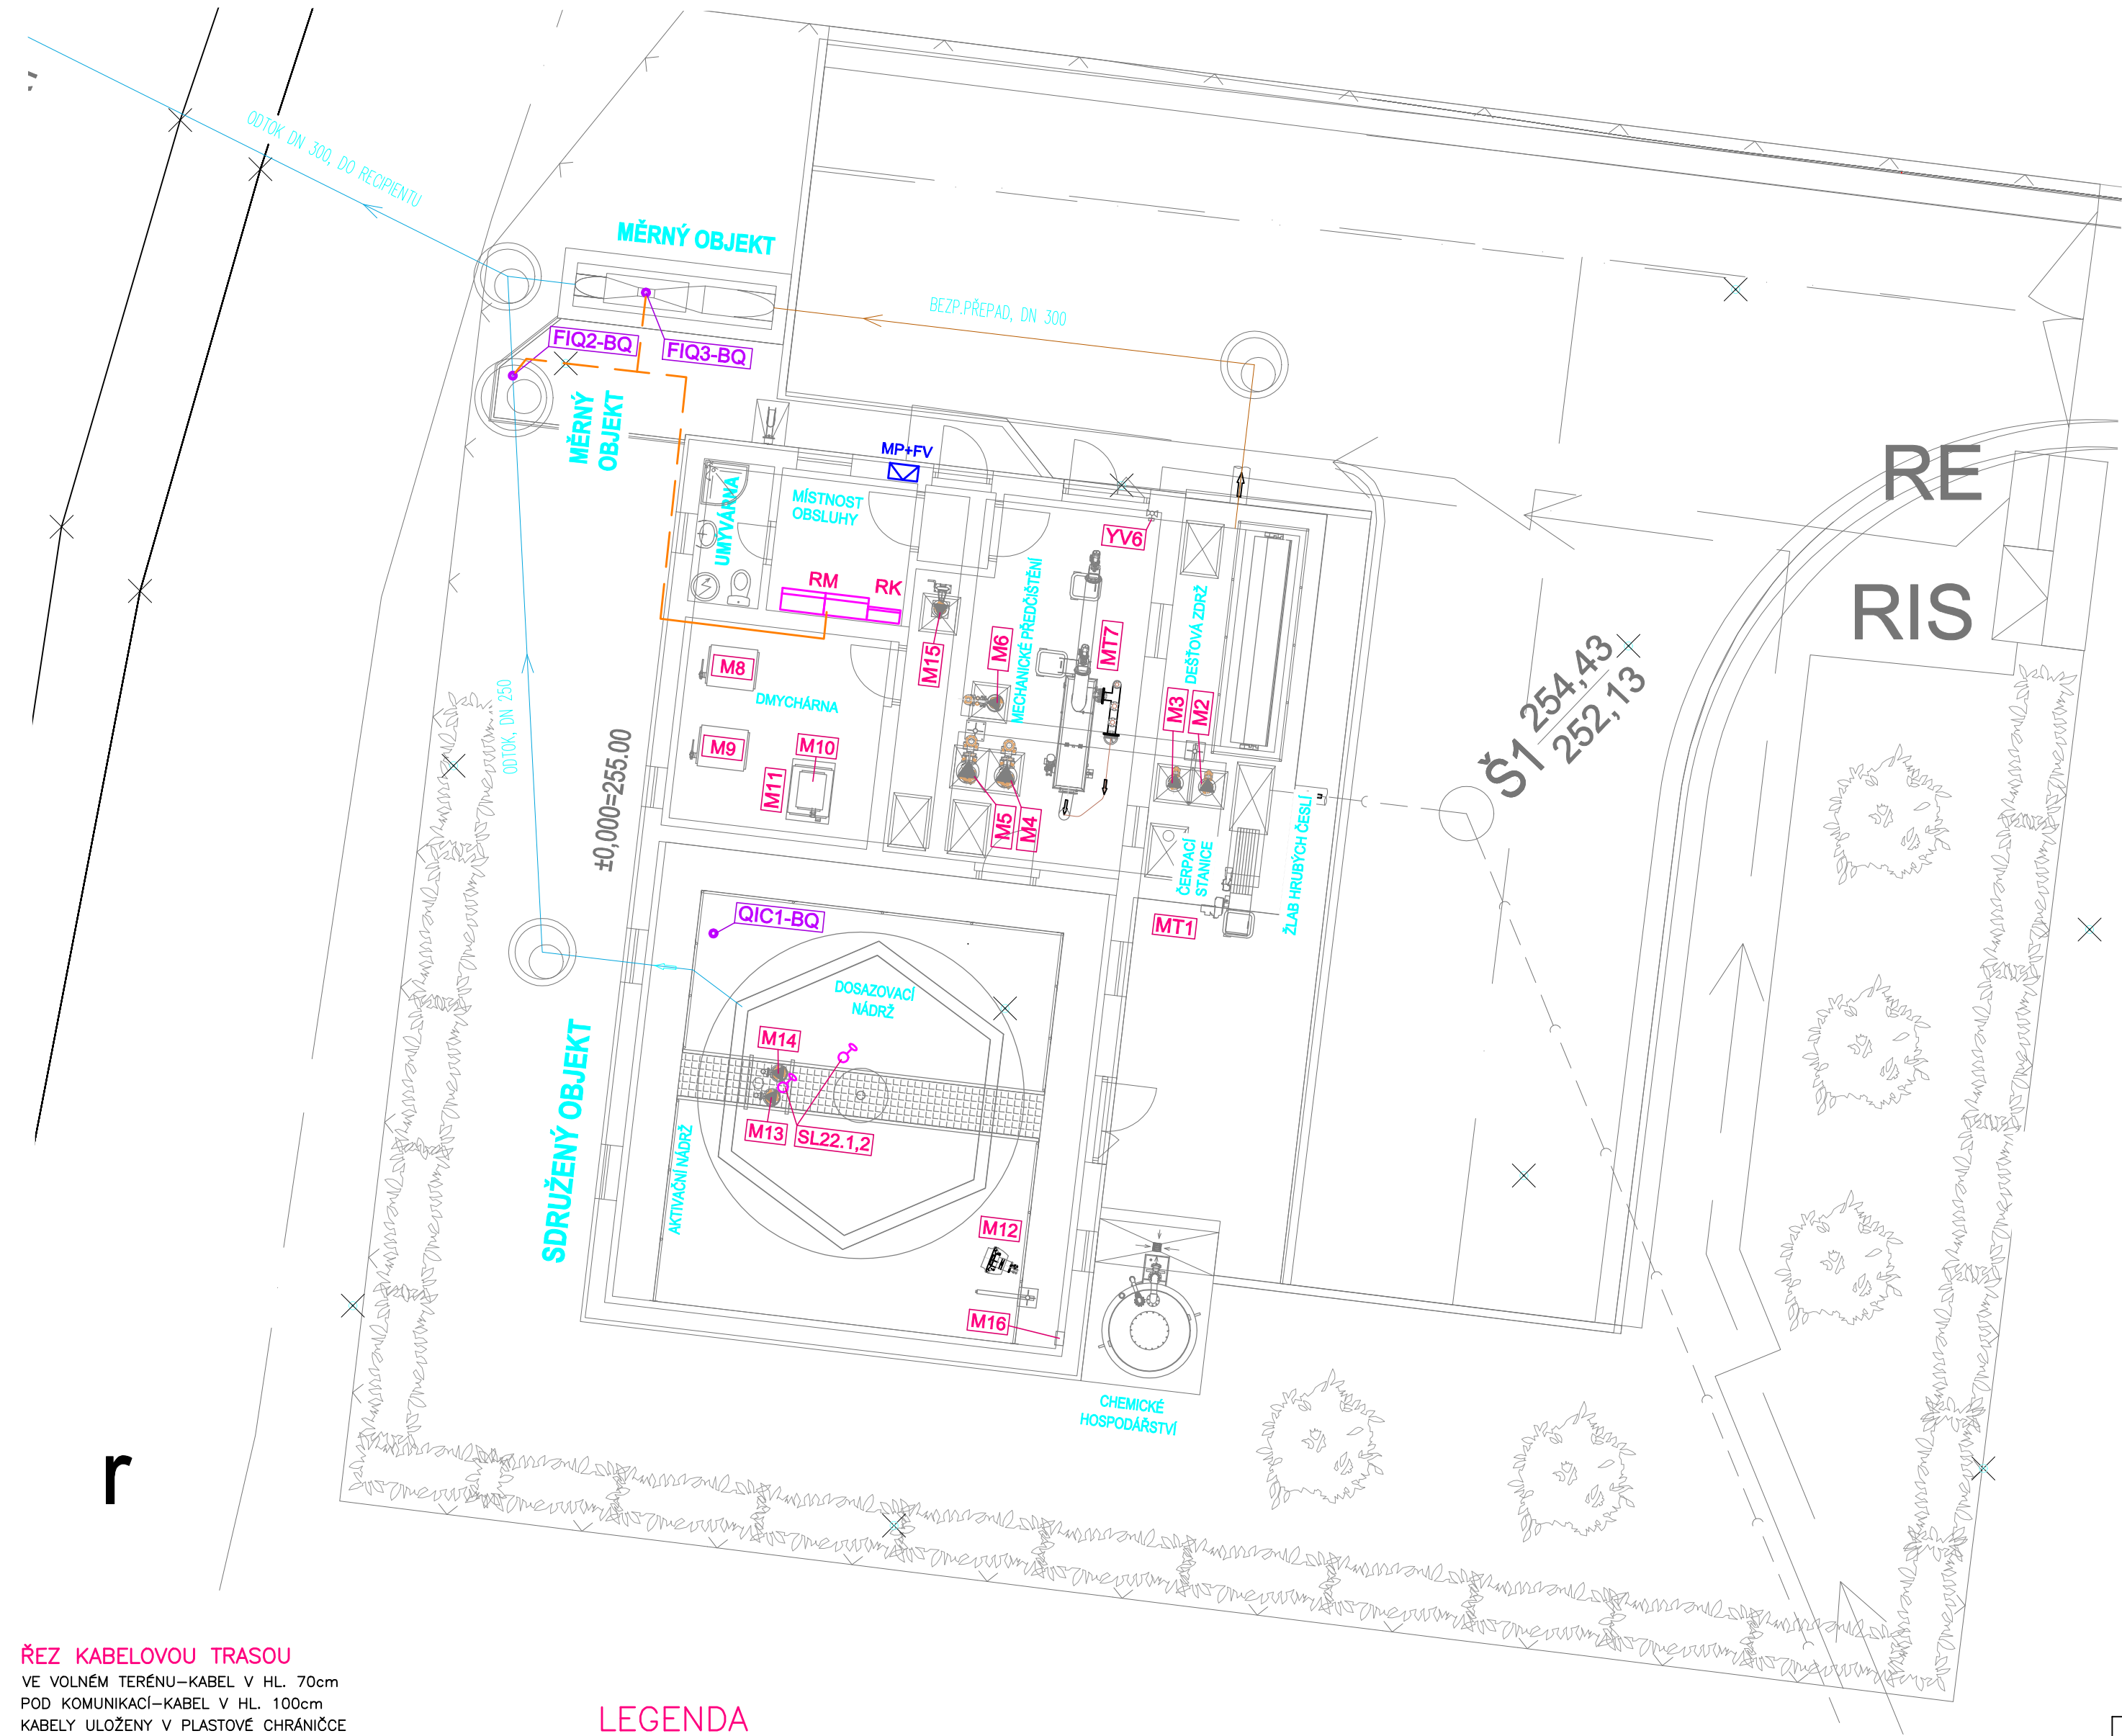 ODTOK DN 300, DO RECIPIENTU
MĚRNÝ OBJEKT
BEZP.PŘEPAD, DN 300
FIQ2-BQ
FIQ3-BQ
MĚRNÝ
OBJEKT
MP+FV
RE
UMÝVÁRNA
MÍSTNOST
OBSLUHY
YV6
RM
RK
RIS
MECHANICKÉ PŘEDČIŠTĚNÍ
DEŠŤOVÁ ZDRŽ
M15
M6
MT7
M8
DMYCHÁRNA
M3
M2
Š1
254,43
252,13
ODTOK, DN 250
M9
M10
M11
±0,000=255.00
M5
M4
ČERPACÍ
STANICE
ŽLAB HRUBÝCH ČESLÍ
QIC1-BQ
MT1
DOSAZOVACÍ
NÁDRŽ
M14
M13
SL22.1,2
SDRUŽENÝ OBJEKT
AKTIVAČNÍ NÁDRŽ
M12
M16
CHEMICKÉ
HOSPODÁŘSTVÍ
r
ŘEZ KABELOVOU TRASOU
VE VOLNÉM TERÉNU-KABEL V HL. 70cm
POD KOMUNIKACÍ-KABEL V HL. 100cm
KABELY ULOŽENY V PLASTOVÉ CHRÁNIČCE
LEGENDA